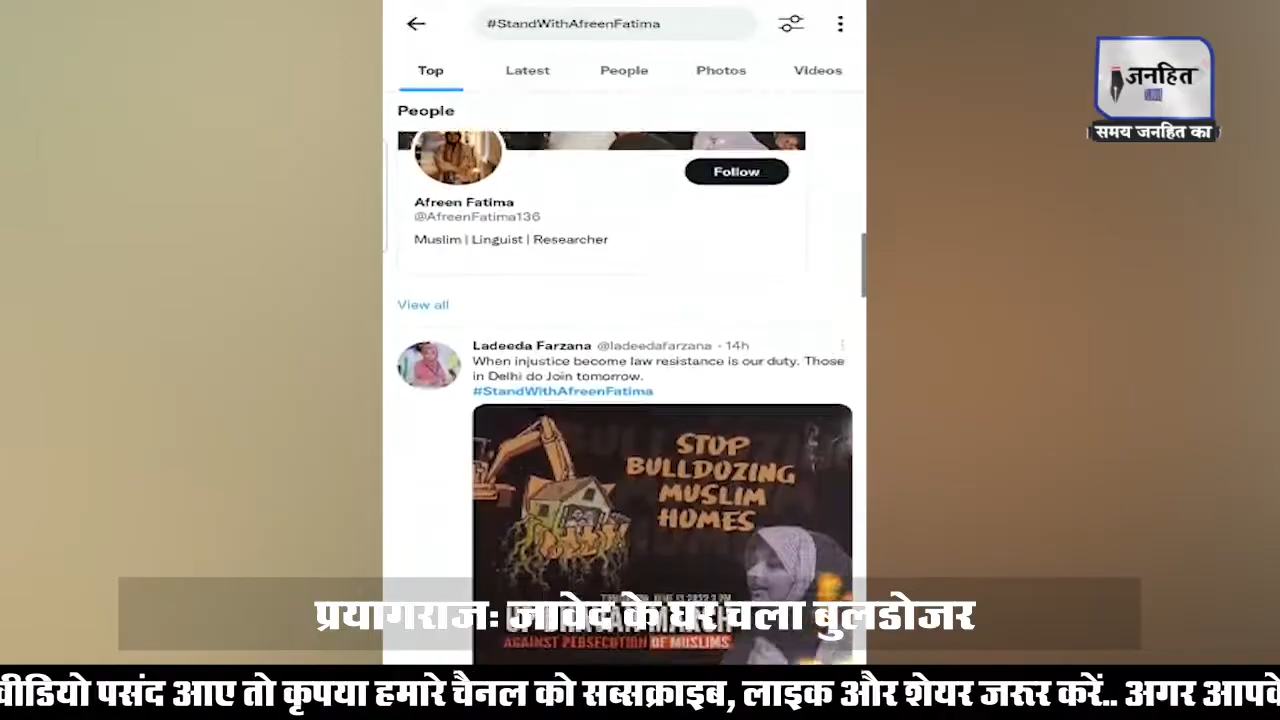 #StandWithAfreenFatima
Top Latest People Photos Videos
जनहित
समय जनहित का
People
Follow
Afreen Fatima
@AfreenFatima136
Muslim | Linguist | Researcher
View all
Ladeeda Farzana @ladeedafarzana · 14h
When injustice become law resistance is our duty. Those
in Delhi do Join tomorrow.
#StandWithAfreenFatima
STOP
BULLDOZING
MUSLIM
HOMES
AGAINST PERSECUTION OF MUSLIMS
प्रयागराजः जावेद के घर चला बुलडोजर
वीडियो पसंद आए तो कृपया हमारे चैनल को सब्सक्राइब, लाइक और शेयर जरूर करें.. अगर आपके